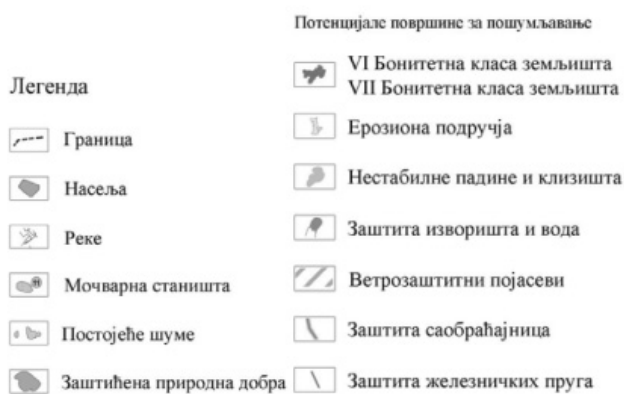 Легенда
Граница
Насеља
Реке
Мочварна станишта
Постојеће шуме
Заштићена природна добра
Потенцијале површине за пошумљавање
VI Бонитетна класа земљишта
VII Бонитетна класа земљишта
Ерозиона подручја
Нестабилне падине и клизишта
Заштита изворишта и вода
Ветрозаштитни појасеви
Заштита саобраћајница
Заштита железничких пруга